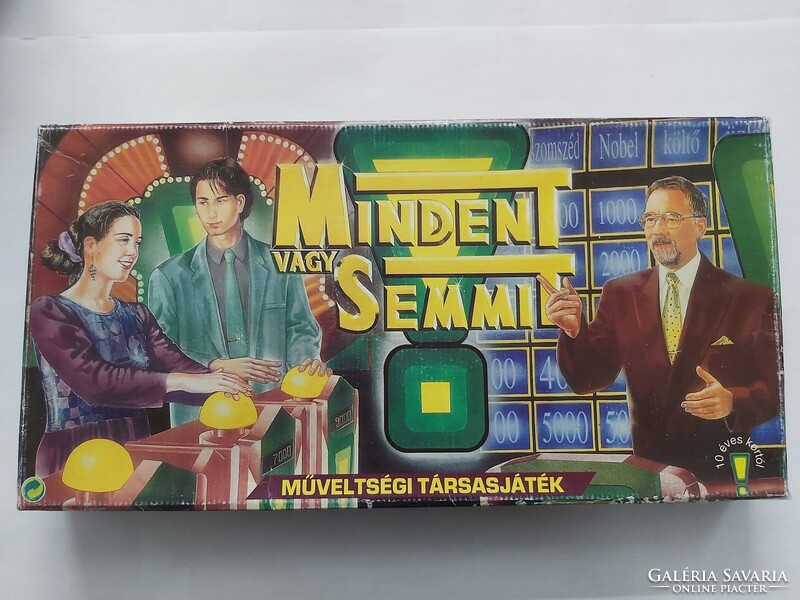 szomszéd Nobel költő
MINDENT
VAGY
SEMMIT
00 1000
2000
00 40
00 5000 50
7000
9000
10 éves kortól
MŰVELTSÉGI TÁRSASJÁTÉK
GALÉRIA SAVARIA
ONLINE PIACTÉR